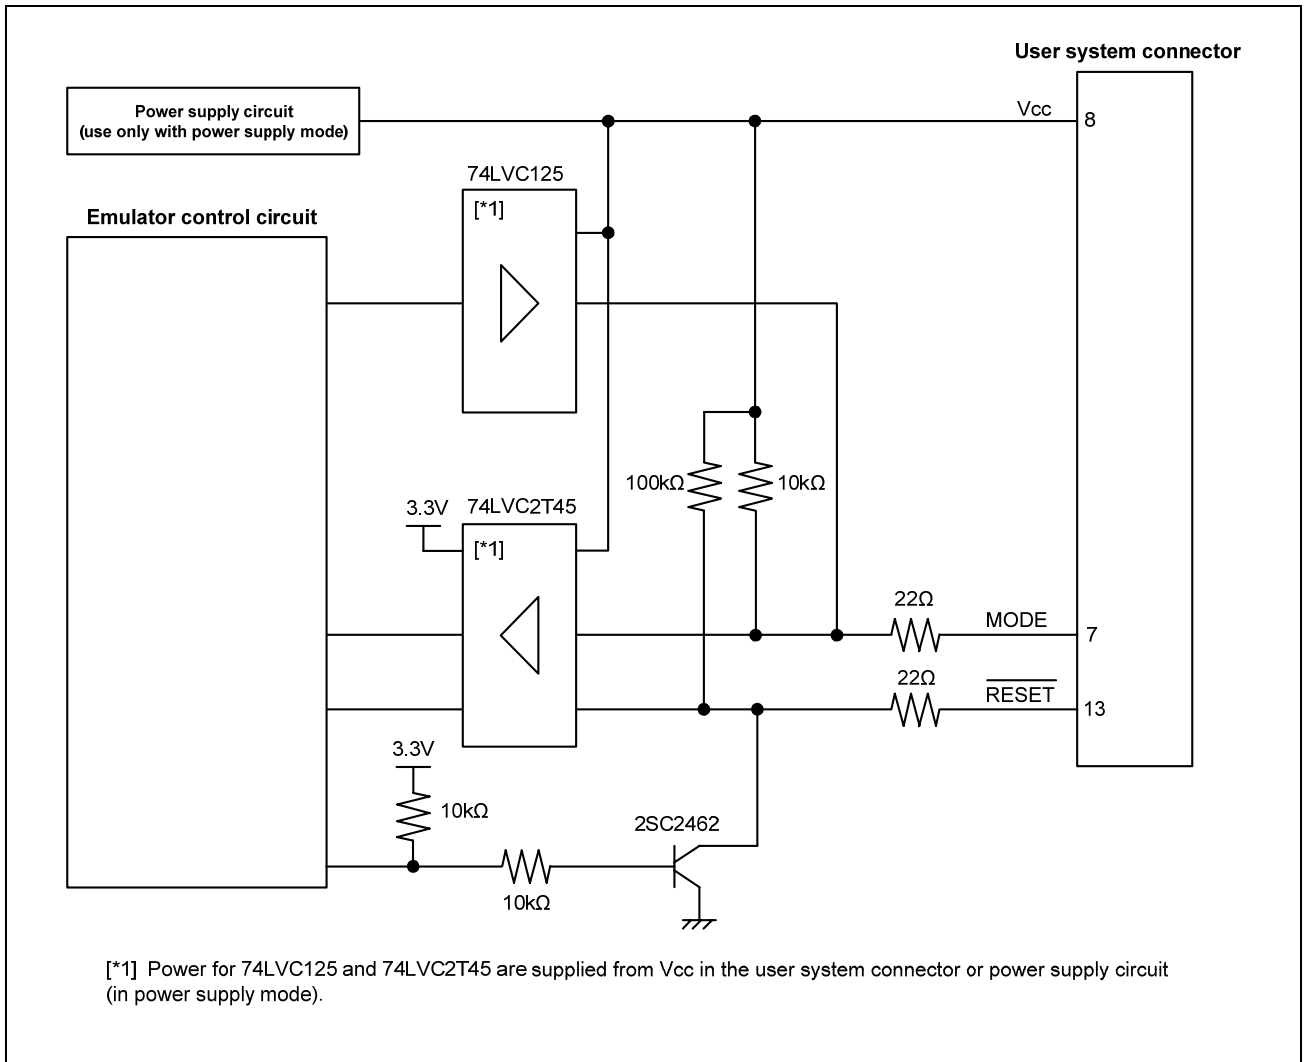 User system connector
Power supply circuit
(use only with power supply mode)
Vcc
8
74LVC125
[*1]
Emulator control circuit
100kΩ
10kΩ
3.3V
74LVC2T45
[*1]
22Ω
MODE
7
22Ω
RESET
13
3.3V
10kΩ
2SC2462
10kΩ
[*1] Power for 74LVC125 and 74LVC2T45 are supplied from Vcc in the user system connector or power supply circuit
(in power supply mode).